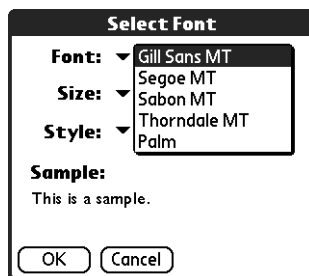 Select Font
Font: Gill Sans MT
Segoe MT
Size:
Sabon MT
Thorndale MT
Style:
Palm
Sample:
This is a sample.
OK Cancel